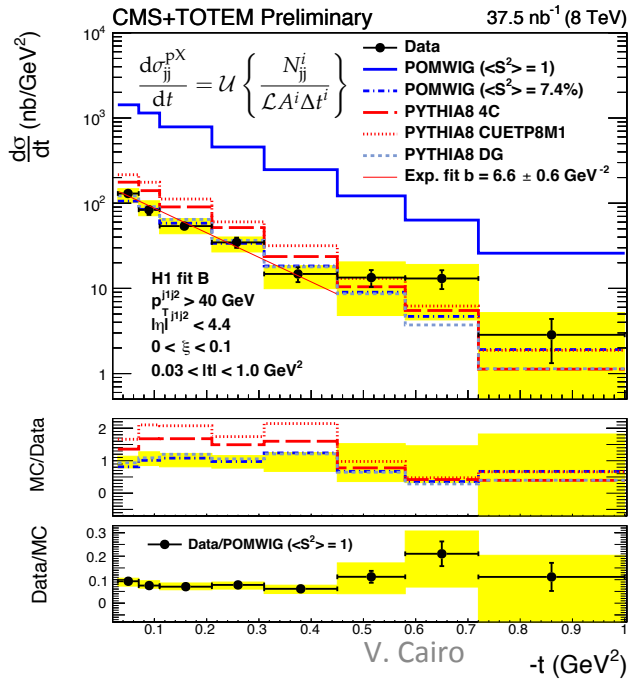 CMS+TOTEM Preliminary 37.5 nb⁻¹ (8 TeV)
dσ/dt (nb/GeV²)
10⁴
10³
10²
10
1
dσ_jj^pX/dt = U { N_jj^i / (L A^i Δt^i) }
Data
POMWIG (<S²> = 1)
POMWIG (<S²> = 7.4%)
PYTHIA8 4C
PYTHIA8 CUETP8M1
PYTHIA8 DG
Exp. fit b = 6.6 ± 0.6 GeV⁻²
H1 fit B
p_T^j1j2 > 40 GeV
|η|^j1j2 < 4.4
0 < ξ < 0.1
0.03 < |t| < 1.0 GeV²
MC/Data
2
1
0
Data/MC
0.3
0.2
0.1
0
Data/POMWIG (<S²> = 1)
0.1 0.2 0.3 0.4 0.5 0.6 0.7 0.8 0.9 1
V. Cairo
-t (GeV²)